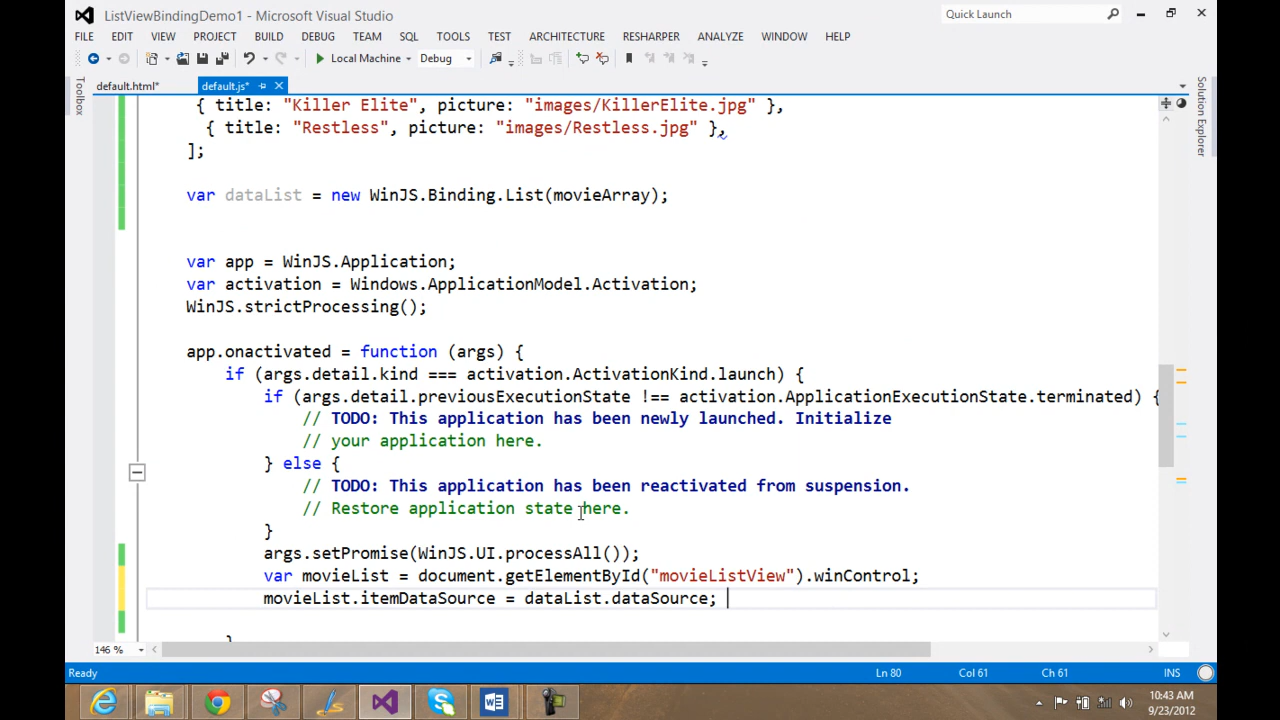 ListViewBindingDemo1 - Microsoft Visual Studio
Quick Launch
FILE EDIT VIEW PROJECT BUILD DEBUG TEAM SQL TOOLS TEST ARCHITECTURE RESHARPER ANALYZE WINDOW HELP
Local Machine Debug
Toolbox
default.html* default.js*
Solution Explorer
{ title: "Killer Elite", picture: "images/KillerElite.jpg" },
{ title: "Restless", picture: "images/Restless.jpg" },
];
var dataList = new WinJS.Binding.List(movieArray);
var app = WinJS.Application;
var activation = Windows.ApplicationModel.Activation;
WinJS.strictProcessing();
app.onactivated = function (args) {
if (args.detail.kind === activation.ActivationKind.launch) {
if (args.detail.previousExecutionState !== activation.ApplicationExecutionState.terminated) {
// TODO: This application has been newly launched. Initialize
// your application here.
} else {
// TODO: This application has been reactivated from suspension.
// Restore application state here.
}
args.setPromise(WinJS.UI.processAll());
var movieList = document.getElementById("movieListView").winControl;
movieList.itemDataSource = dataList.dataSource;
}
146 %
Ready Ln 80 Col 61 Ch 61 INS
10:43 AM
9/23/2012